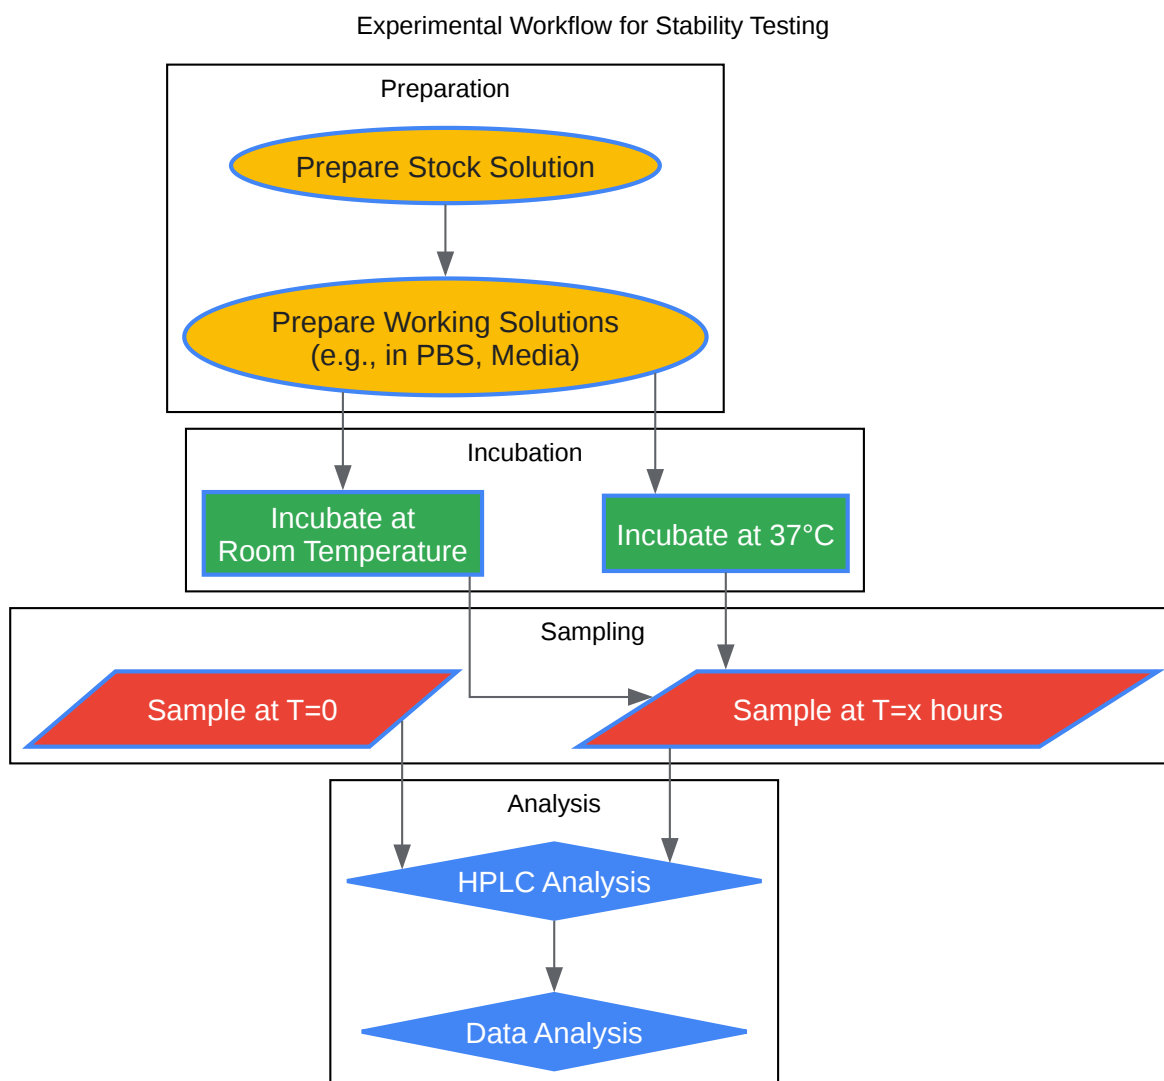 Experimental Workflow for Stability Testing
Preparation
Prepare Stock Solution
Prepare Working Solutions
(e.g., in PBS, Media)
Incubation
Incubate at
Room Temperature
Incubate at 37°C
Sampling
Sample at T=0
Sample at T=x hours
Analysis
HPLC Analysis
Data Analysis